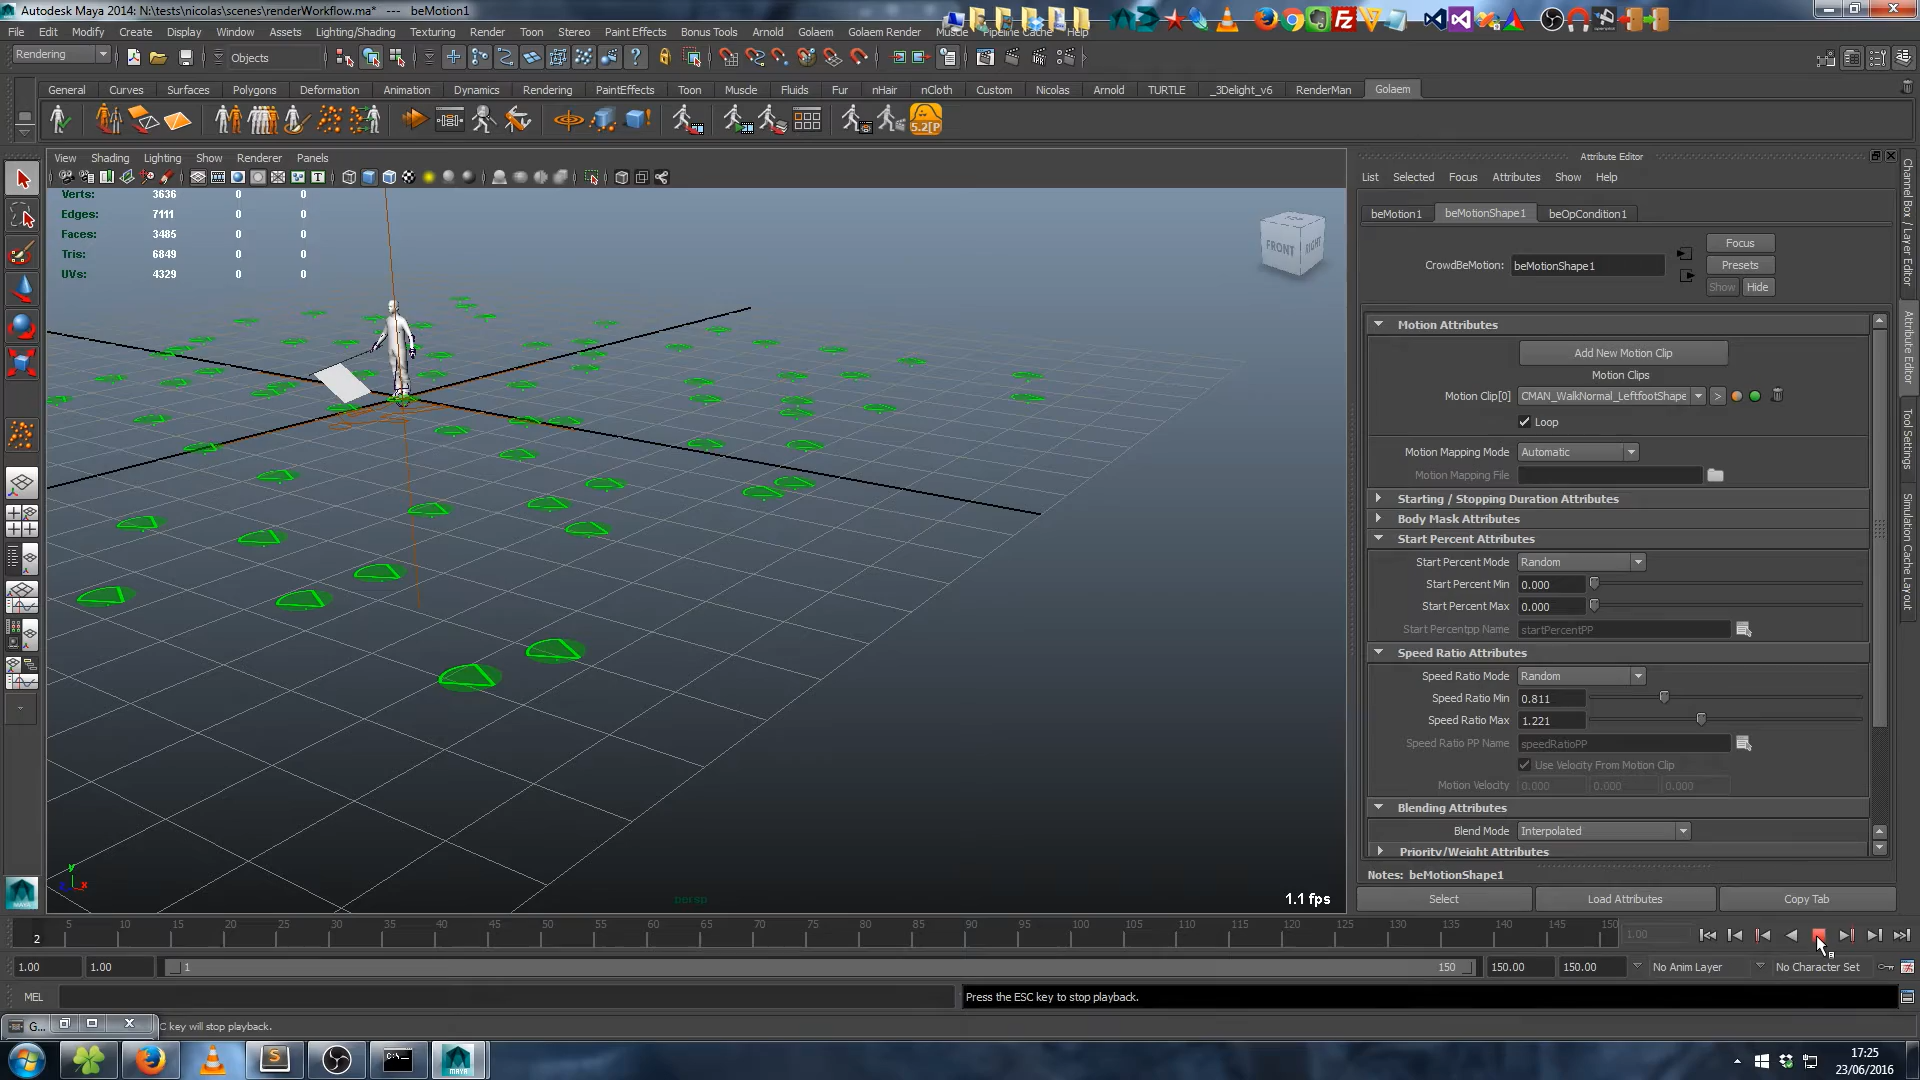 Autodesk Maya 2014: N:\tests\nicolas\scenes\renderWorkflow.ma* --- beMotion1
File Edit Modify Create Display Window Assets Lighting/Shading Texturing Render Toon Stereo Paint Effects Bonus Tools Arnold Golaem Golaem Render Muscle Pipeline Cache Help
Rendering Objects
General Curves Surfaces Polygons Deformation Animation Dynamics Rendering PaintEffects Toon Muscle Fluids Fur nHair nCloth Custom Nicolas Arnold TURTLE _3Delight_v6 RenderMan Golaem
5.2[P
View Shading Lighting Show Renderer Panels
Verts: 3636 0 0
Edges: 7111 0 0
Faces: 3485 0 0
Tris: 6849 0 0
UVs: 4329 0 0
FRONT RIGHT
y
x
persp
1.1 fps
Attribute Editor
List Selected Focus Attributes Show Help
beMotion1 beMotionShape1 beOpCondition1
Focus
CrowdBeMotion: beMotionShape1
Presets
Show Hide
Motion Attributes
Add New Motion Clip
Motion Clips
Motion Clip[0] CMAN_WalkNormal_LeftfootShape >
Loop
Motion Mapping Mode Automatic
Motion Mapping File
Starting / Stopping Duration Attributes
Body Mask Attributes
Start Percent Attributes
Start Percent Mode Random
Start Percent Min 0.000
Start Percent Max 0.000
Start Percentpp Name startPercentPP
Speed Ratio Attributes
Speed Ratio Mode Random
Speed Ratio Min 0.811
Speed Ratio Max 1.221
Speed Ratio PP Name speedRatioPP
Use Velocity From Motion Clip
Motion Velocity 0.000 0.000 0.000
Blending Attributes
Blend Mode Interpolated
Priority/Weight Attributes
Notes: beMotionShape1
Select Load Attributes Copy Tab
Channel Box / Layer Editor
Attribute Editor
Tool Settings
Simulation Cache Layout
5 10 15 20 25 30 35 40 45 50 55 60 65 70 75 80 85 90 95 100 105 110 115 120 125 130 135 140 145 150
2
1.00
1.00 1.00 1 150 150.00 150.00 No Anim Layer No Character Set
MEL Press the ESC key to stop playback.
G... C key will stop playback.
MAYA
17:25
23/06/2016